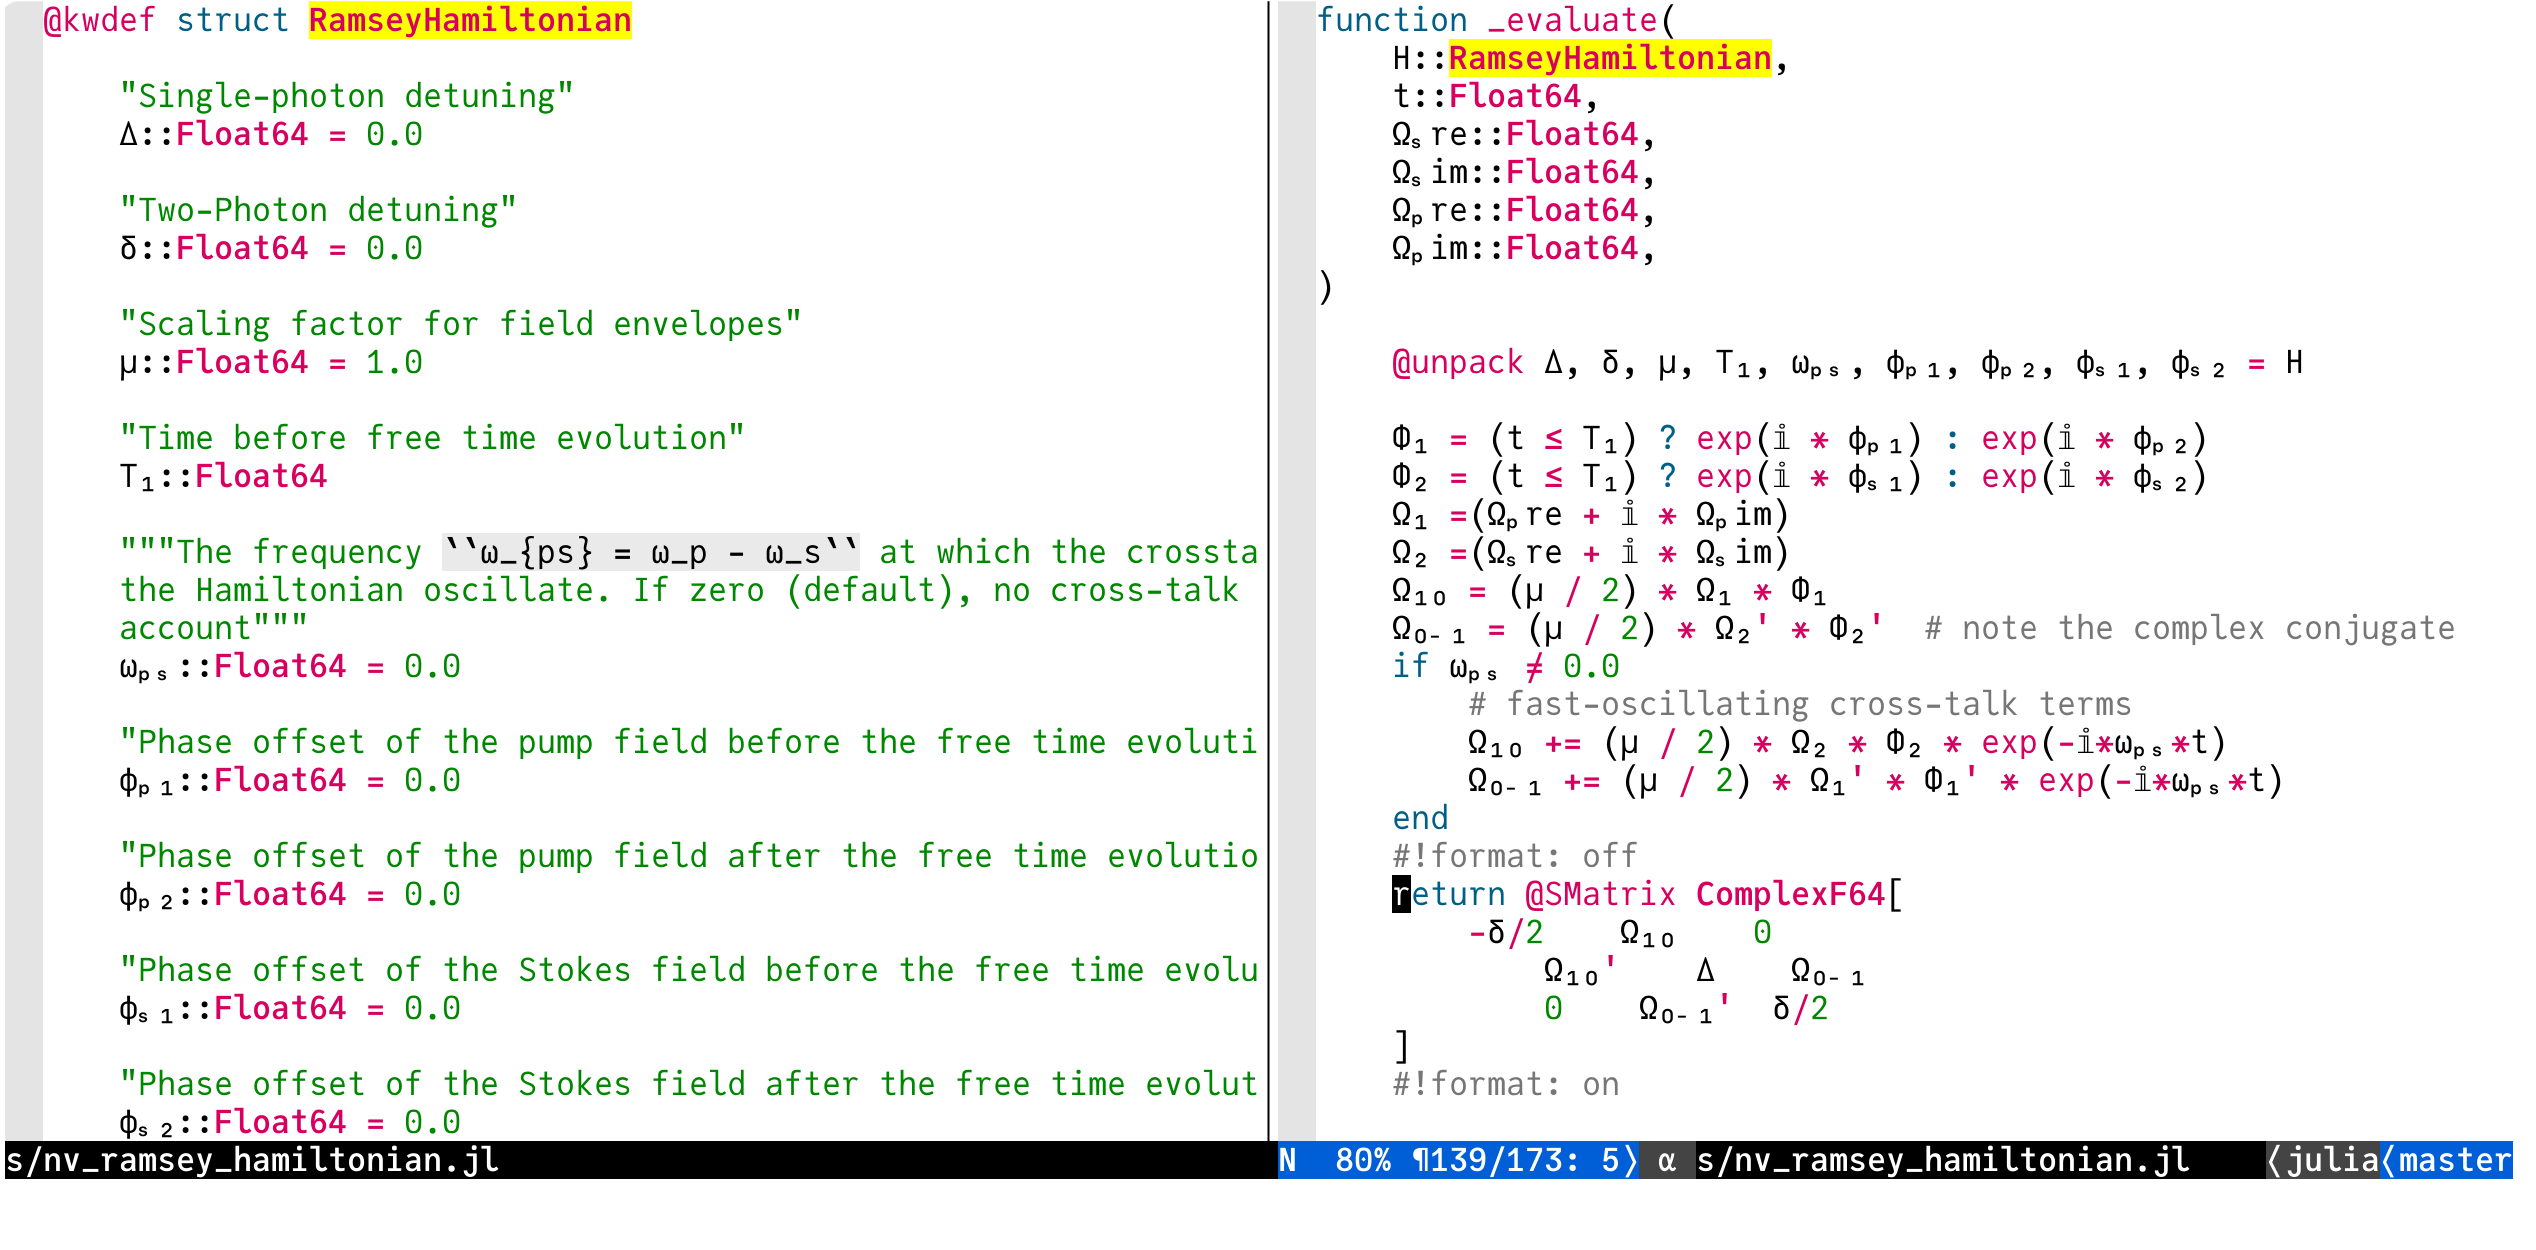 @kwdef struct RamseyHamiltonian
"Single-photon detuning"
Δ::Float64 = 0.0
"Two-Photon detuning"
δ::Float64 = 0.0
"Scaling factor for field envelopes"
μ::Float64 = 1.0
"Time before free time evolution"
T₁::Float64
"""The frequency ``ω_{ps} = ω_p - ω_s`` at which the crossta
the Hamiltonian oscillate. If zero (default), no cross-talk
account"""
ωₚₛ::Float64 = 0.0
"Phase offset of the pump field before the free time evoluti
ϕₚ₁::Float64 = 0.0
"Phase offset of the pump field after the free time evolutio
ϕₚ₂::Float64 = 0.0
"Phase offset of the Stokes field before the free time evolu
ϕₛ₁::Float64 = 0.0
"Phase offset of the Stokes field after the free time evolut
ϕₛ₂::Float64 = 0.0
s/nv_ramsey_hamiltonian.jl
function _evaluate(
H::RamseyHamiltonian,
t::Float64,
Ωₛre::Float64,
Ωₛim::Float64,
Ωₚre::Float64,
Ωₚim::Float64,
)
@unpack Δ, δ, μ, T₁, ωₚₛ, ϕₚ₁, ϕₚ₂, ϕₛ₁, ϕₛ₂ = H
Φ₁ = (t ≤ T₁) ? exp(𝕚 * ϕₚ₁) : exp(𝕚 * ϕₚ₂)
Φ₂ = (t ≤ T₁) ? exp(𝕚 * ϕₛ₁) : exp(𝕚 * ϕₛ₂)
Ω₁ =(Ωₚre + 𝕚 * Ωₚim)
Ω₂ =(Ωₛre + 𝕚 * Ωₛim)
Ω₁₀ = (μ / 2) * Ω₁ * Φ₁
Ω₀₋₁ = (μ / 2) * Ω₂' * Φ₂'  # note the complex conjugate
if ωₚₛ ≠ 0.0
# fast-oscillating cross-talk terms
Ω₁₀ += (μ / 2) * Ω₂ * Φ₂ * exp(-𝕚*ωₚₛ*t)
Ω₀₋₁ += (μ / 2) * Ω₁' * Φ₁' * exp(-𝕚*ωₚₛ*t)
end
#!format: off
return @SMatrix ComplexF64[
-δ/2    Ω₁₀    0
Ω₁₀'    Δ    Ω₀₋₁
0    Ω₀₋₁'  δ/2
]
#!format: on
N  80% ¶139/173: 5⟩ α s/nv_ramsey_hamiltonian.jl    ⟨julia⟨master